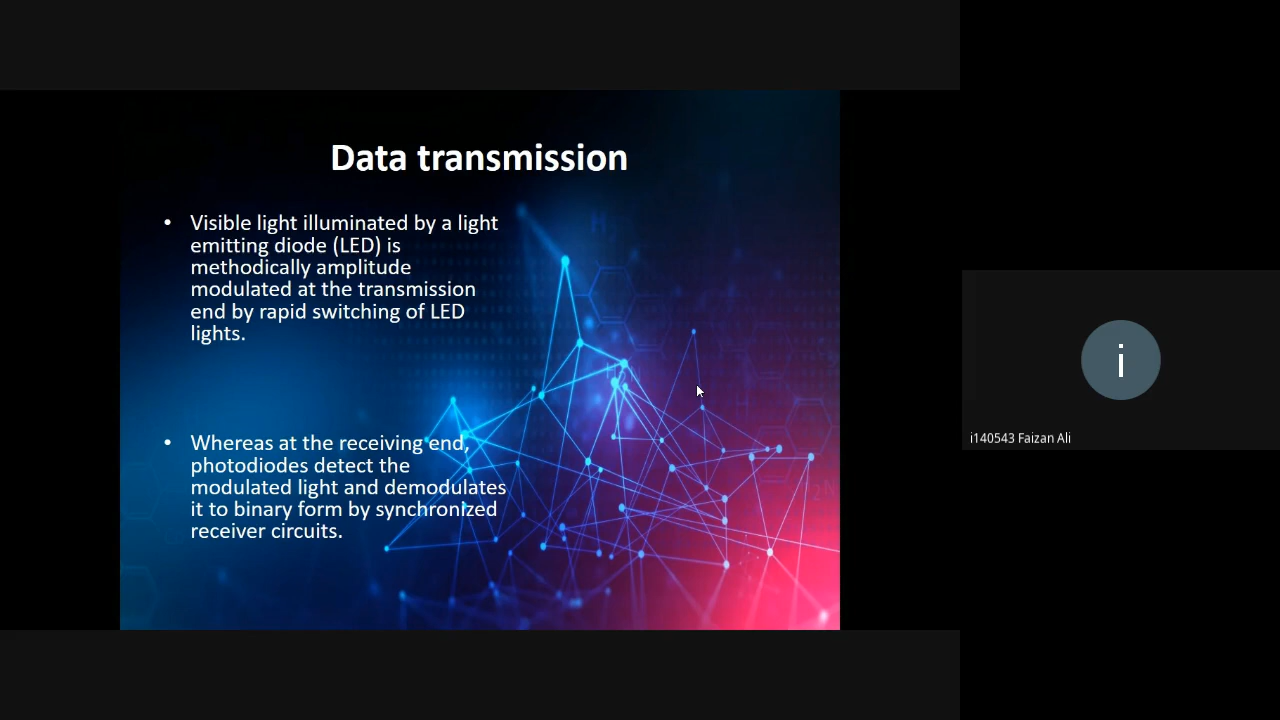 Data transmission
• Visible light illuminated by a light
emitting diode (LED) is
methodically amplitude
modulated at the transmission
end by rapid switching of LED
lights.
• Whereas at the receiving end,
photodiodes detect the
modulated light and demodulates
it to binary form by synchronized
receiver circuits.
i
i140543 Faizan Ali